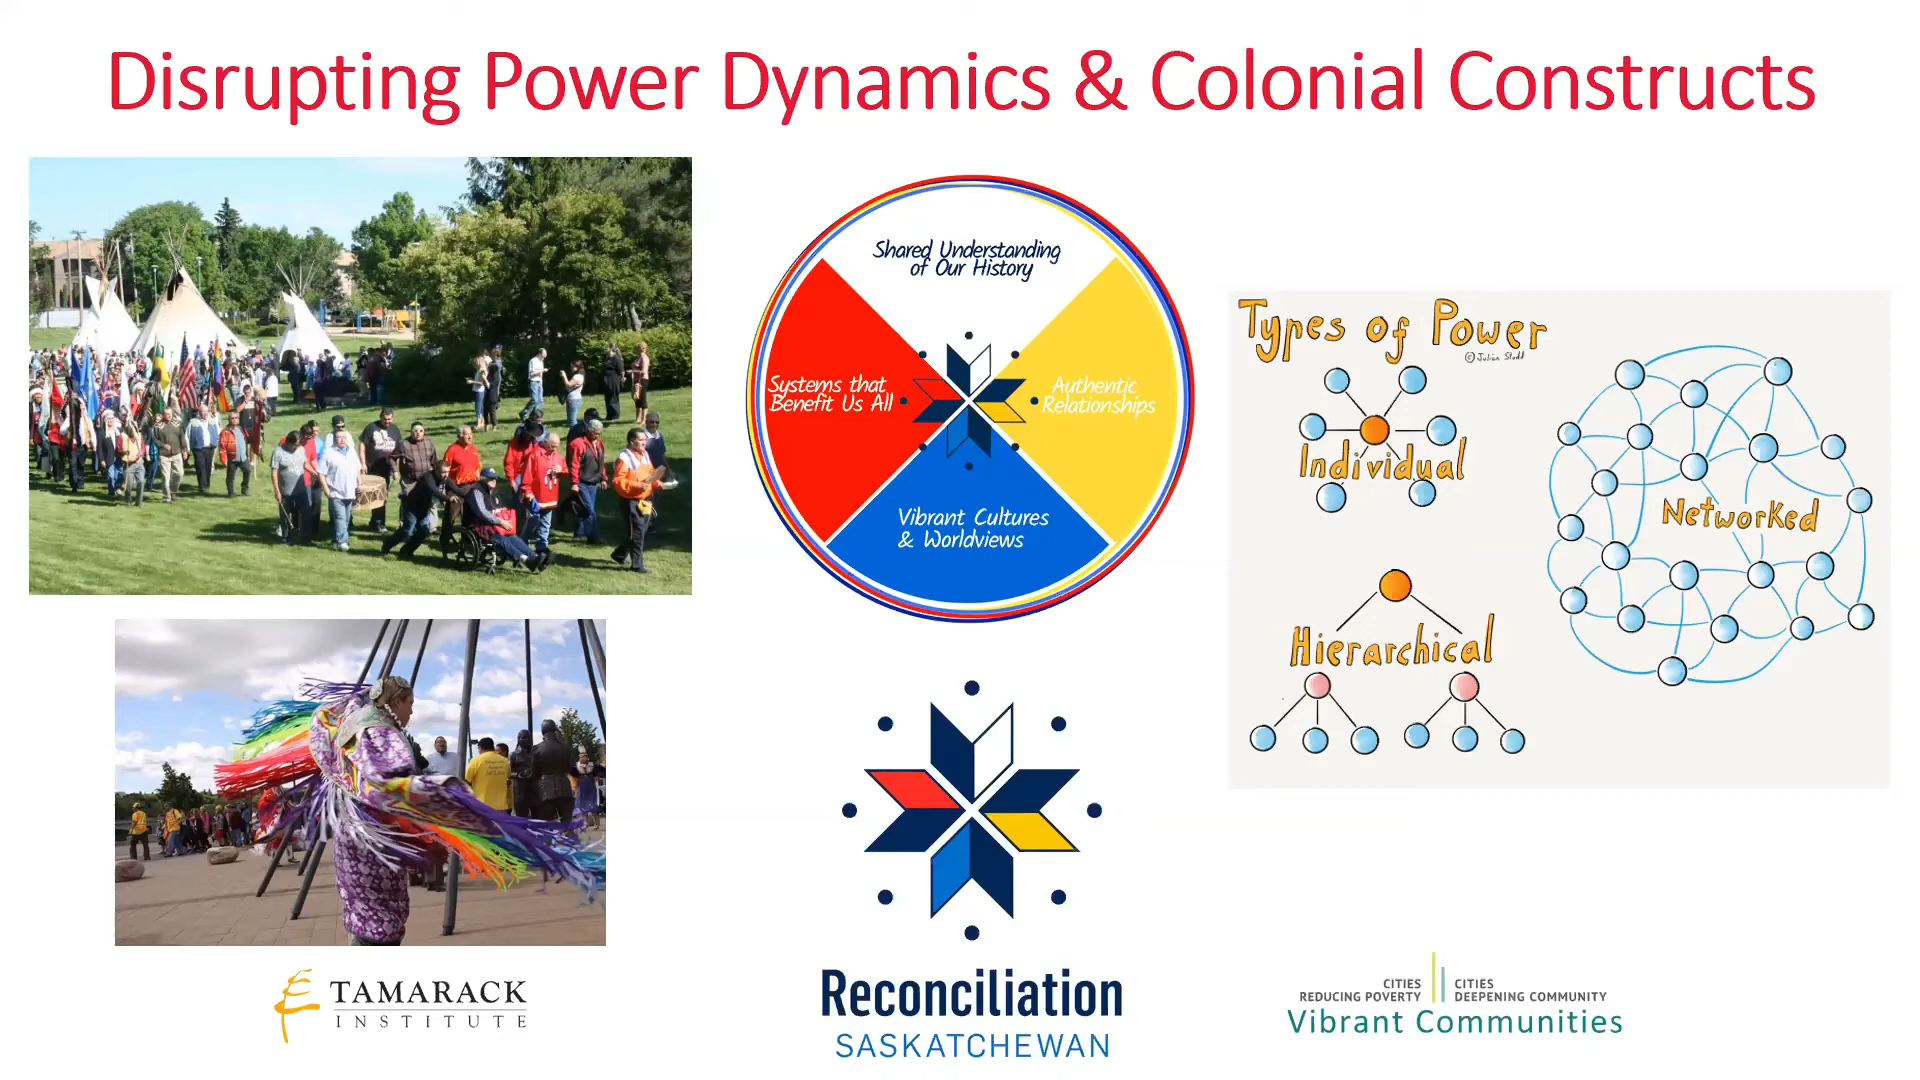 Disrupting Power Dynamics & Colonial Constructs
Shared Understanding
of Our History
Systems that
Benefit Us All
Authentic
Relationships
Vibrant Cultures
& Worldviews
Types of Power
© Julian Stodd
Individual
Networked
Hierarchical
TAMARACK
INSTITUTE
Reconciliation
SASKATCHEWAN
CITIES
REDUCING POVERTY
CITIES
DEEPENING COMMUNITY
Vibrant Communities